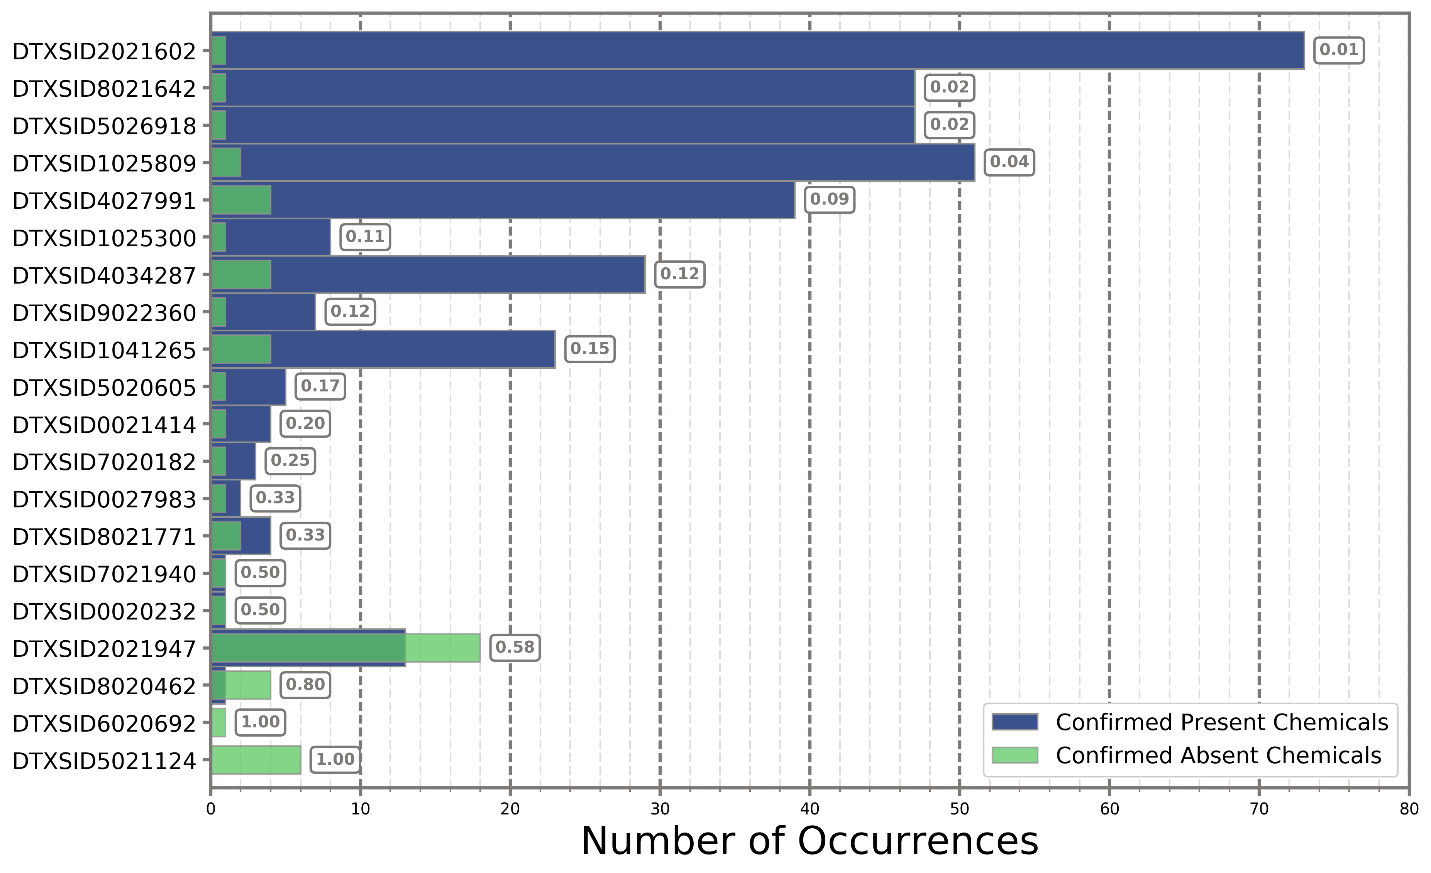 DTXSID2021602 0.01
DTXSID8021642 0.02
DTXSID5026918 0.02
DTXSID1025809 0.04
DTXSID4027991 0.09
DTXSID1025300 0.11
DTXSID4034287 0.12
DTXSID9022360 0.12
DTXSID1041265 0.15
DTXSID5020605 0.17
DTXSID0021414 0.20
DTXSID7020182 0.25
DTXSID0027983 0.33
DTXSID8021771 0.33
DTXSID7021940 0.50
DTXSID0020232 0.50
DTXSID2021947 0.58
DTXSID8020462 0.80
DTXSID6020692 1.00
DTXSID5021124 1.00
Confirmed Present Chemicals
Confirmed Absent Chemicals
0 10 20 30 40 50 60 70 80
Number of Occurrences